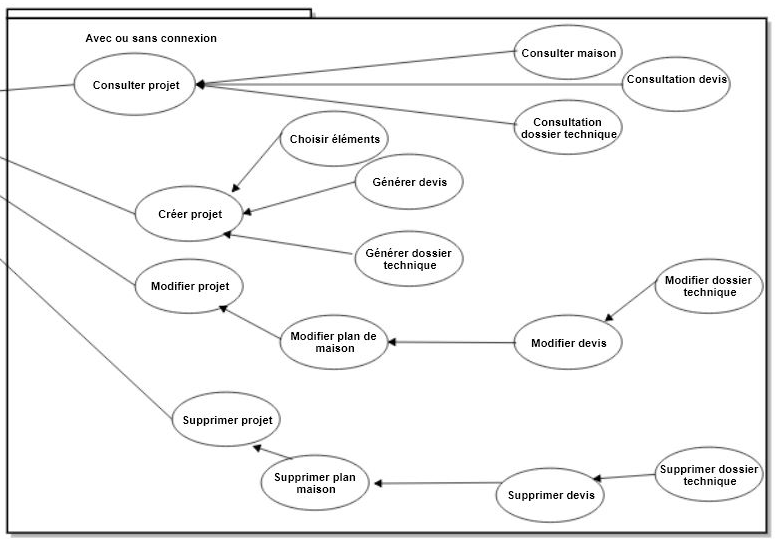 Avec ou sans connexion
Consulter projet
Consulter maison
Consultation devis
Consultation
dossier technique
Choisir éléments
Générer devis
Créer projet
Générer dossier
technique
Modifier projet
Modifier dossier
technique
Modifier plan de
maison
Modifier devis
Supprimer projet
Supprimer plan
maison
Supprimer devis
Supprimer dossier
technique